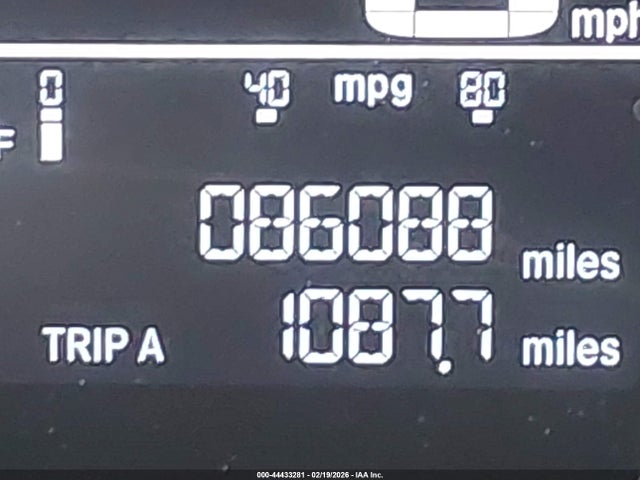 mph
0 40 mpg 80
F
086088 miles
TRIP A 1087.7 miles
000-44433281 - 02/19/2026 - IAA Inc.